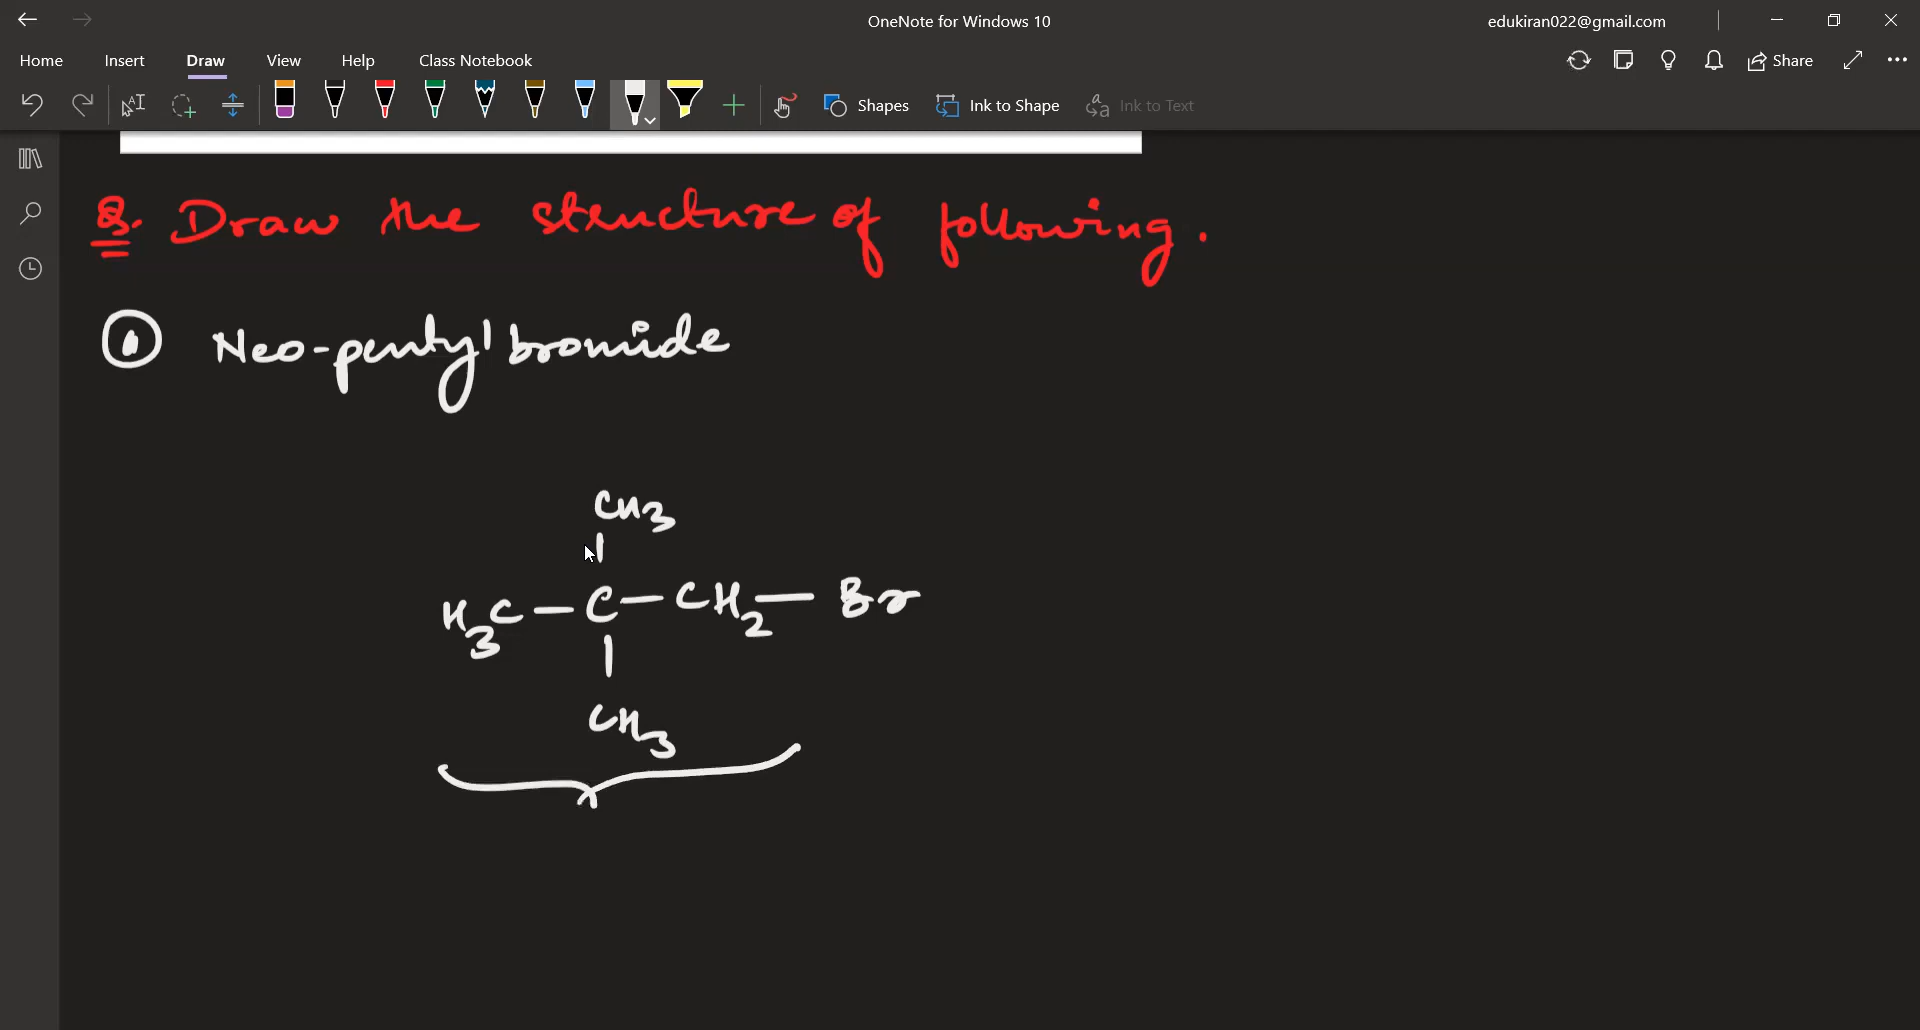 OneNote for Windows 10
edukiran022@gmail.com
Home Insert Draw View Help Class Notebook
Share
Shapes Ink to Shape Ink to Text
Q. Draw the structure of following.
Neo-pentyl bromide
CH3
H3C-C-CH2-Br
CH3